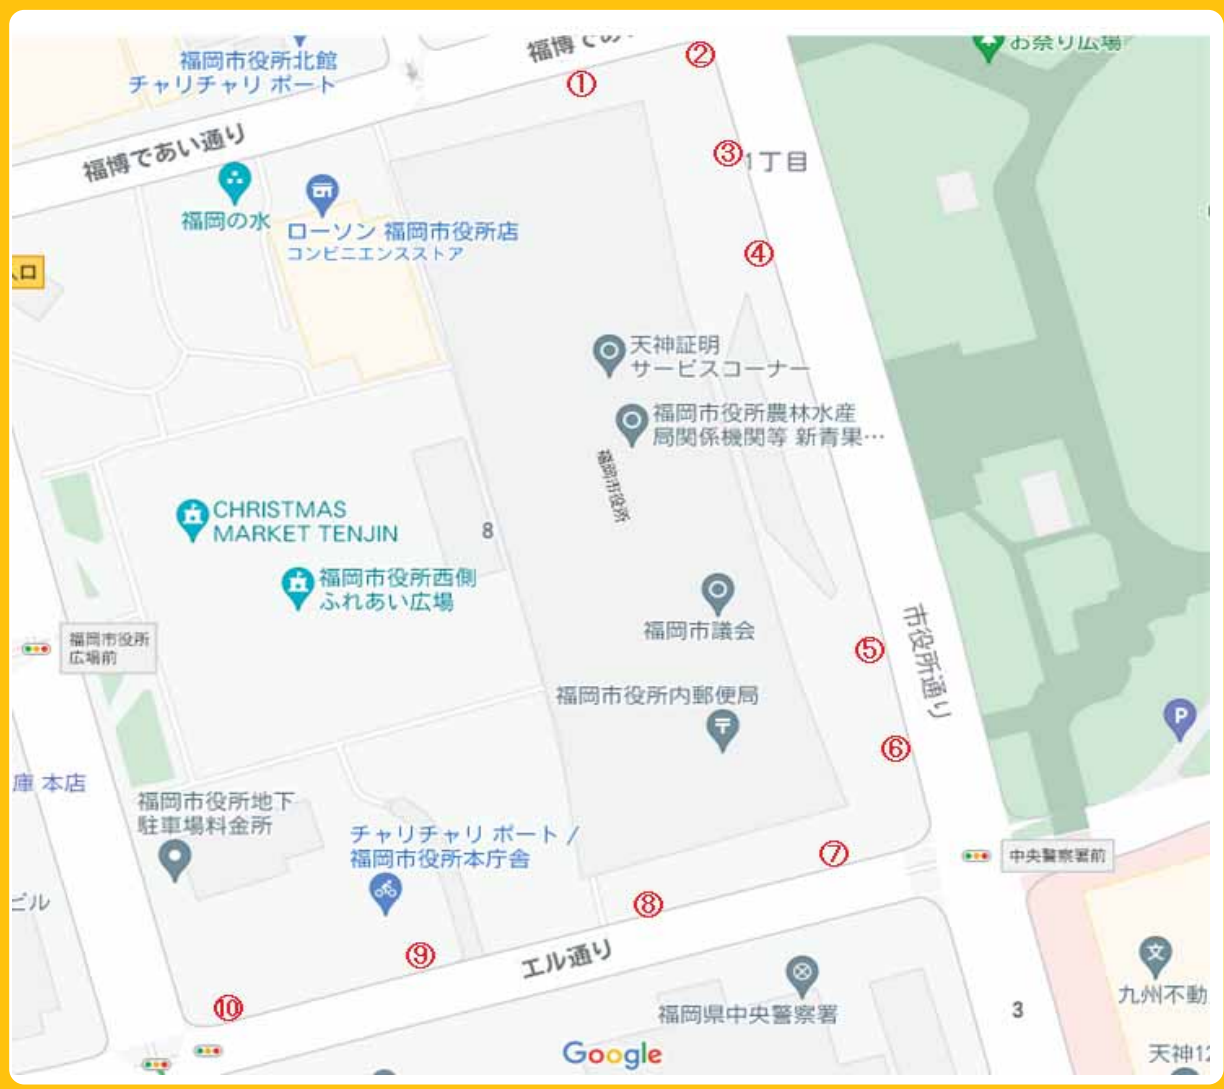 福博であい通り
お祭り広場
福岡市役所北館
チャリチャリ ポート
①
②
福博であい通り
③
1丁目
福岡の水
ローソン 福岡市役所店
コンビニエンスストア
④
入口
天神証明
サービスコーナー
福岡市役所農林水産
局関係機関等 新青果…
福岡市役所
CHRISTMAS
MARKET TENJIN
8
福岡市役所西側
ふれあい広場
福岡市議会
福岡市役所
広場前
⑤
市役所通り
福岡市役所内郵便局
⑥
P
庫 本店
福岡市役所地下
駐車場料金所
チャリチャリ ポート /
福岡市役所本庁舎
⑦
中央警察署前
ビル
⑧
⑨
エル通り
⑩
福岡県中央警察署
文
九州不動
3
Google
天神12